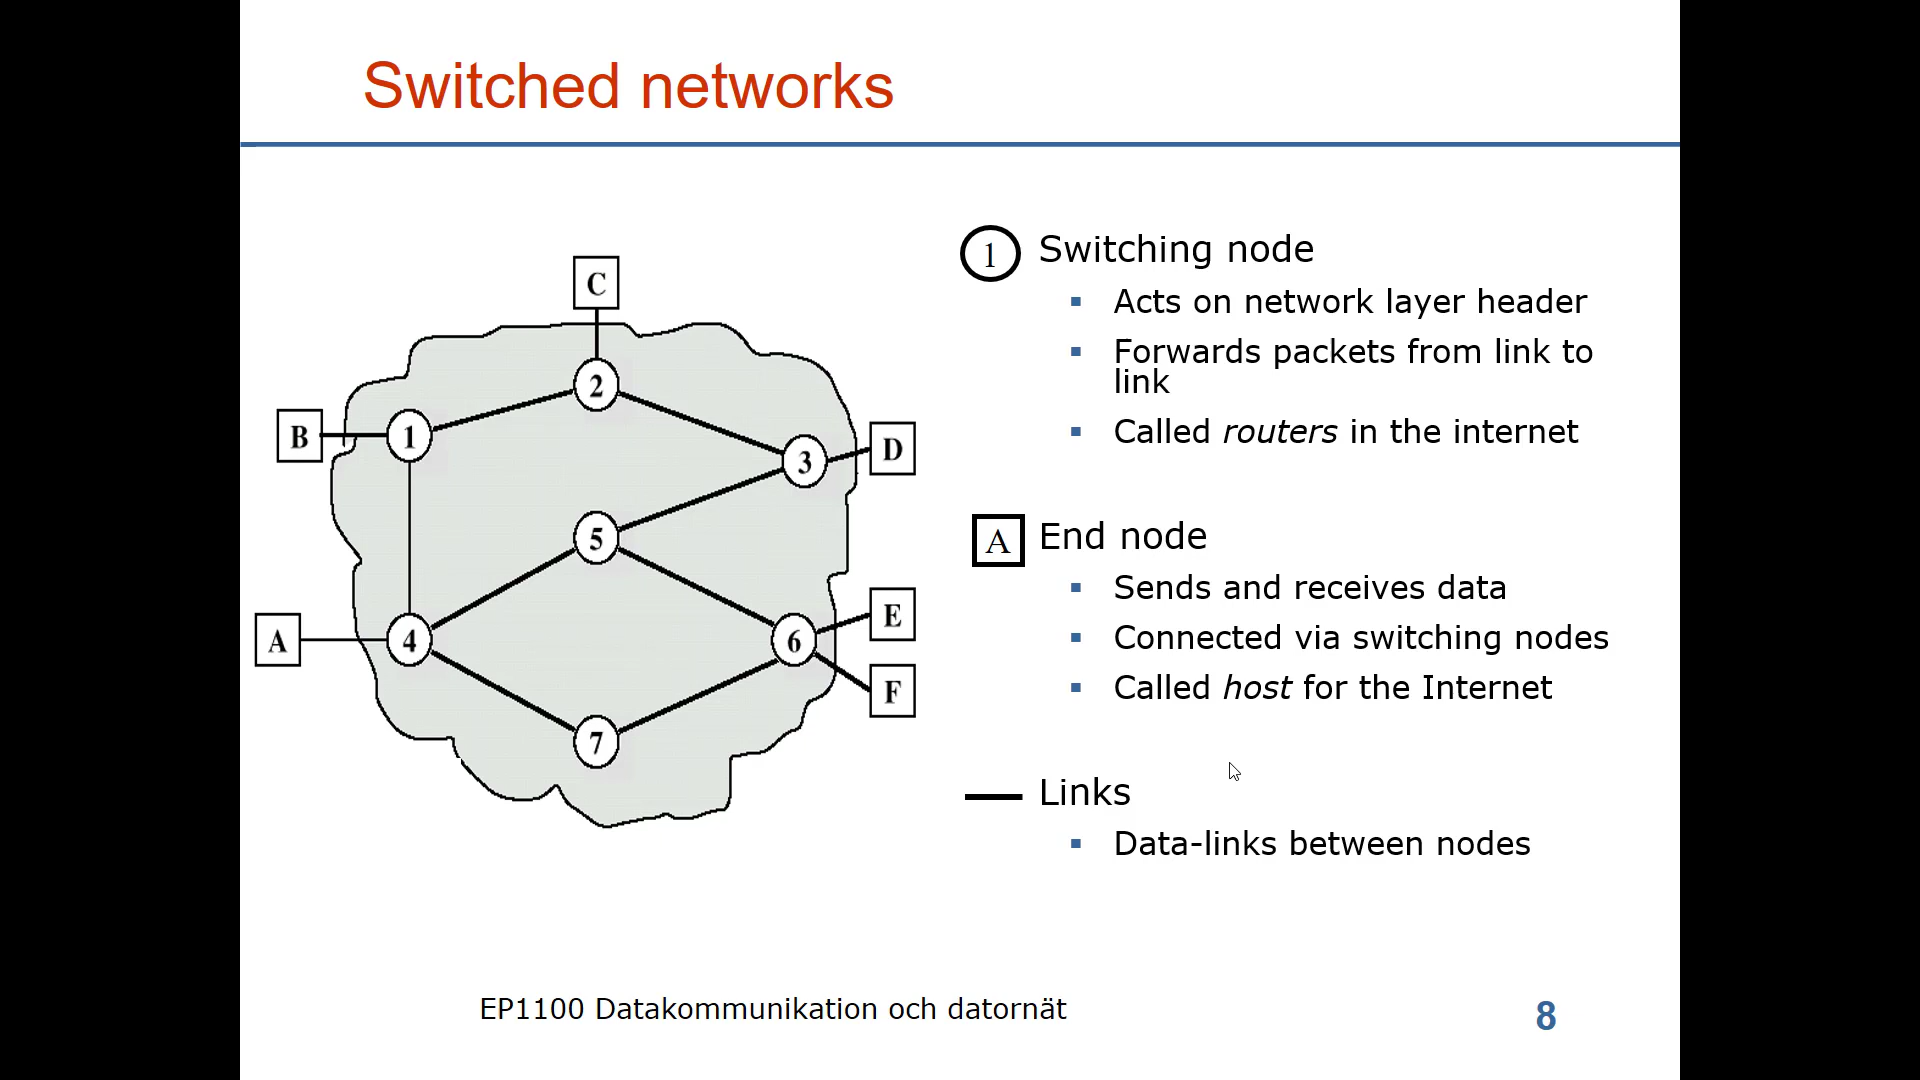 Switched networks
C
2
B
1
3
D
5
A
4
6
E
F
7
1 Switching node
Acts on network layer header
Forwards packets from link to
link
Called routers in the internet
A End node
Sends and receives data
Connected via switching nodes
Called host for the Internet
Links
Data-links between nodes
EP1100 Datakommunikation och datornät
8